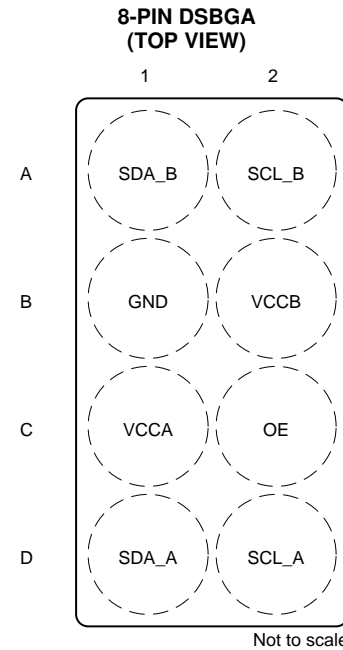 8-PIN DSBGA
(TOP VIEW)
1 2
A SDA_B SCL_B
B GND VCCB
C VCCA OE
D SDA_A SCL_A
Not to scale